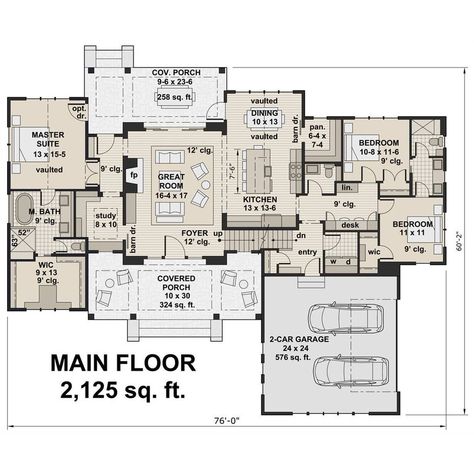 COV. PORCH
9-6 x 23-6
258 sq. ft.
opt.
dr.
MASTER
SUITE
13 x 15-5
vaulted
9' clg.
fp
12' clg.
GREAT
ROOM
16-4 x 17
vaulted
DINING
10 x 13
vaulted
barn dr.
pan.
6-4 x
7-4
BEDROOM
10-8 x 11-6
9' clg.
7'-6"
KITCHEN
13 x 13-6
lin.
9' clg.
desk
BEDROOM
11 x 11
9' clg.
M. BATH
9' clg.
52"
63"
study
8 x 10
barn dr.
FOYER
12' clg.
dn
entry
w
d
wic
WIC
9 x 13
9' clg.
COVERED
PORCH
10 x 30
324 sq. ft.
2-CAR GARAGE
24 x 24
576 sq. ft.
60'-2"
MAIN FLOOR
2,125 sq. ft.
76'-0"